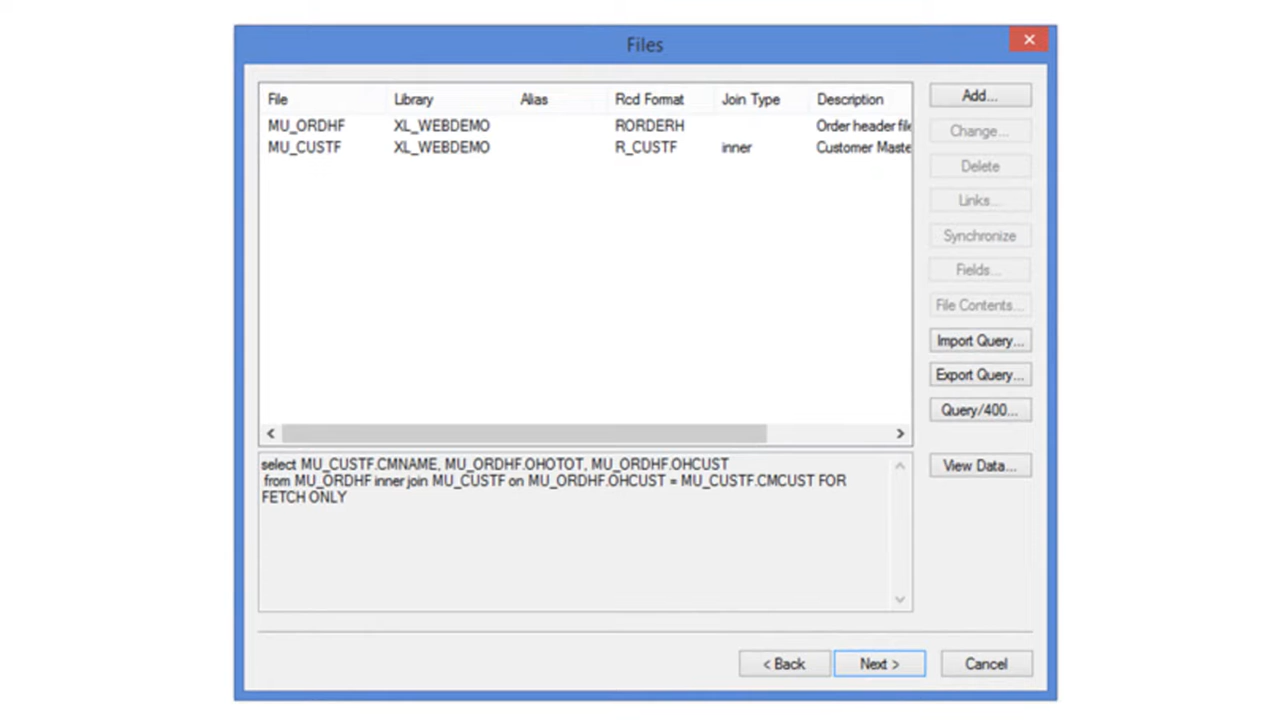 Files
File Library Alias Rcd Format Join Type Description
MU_ORDHF XL_WEBDEMO RORDERH Order header file
MU_CUSTF XL_WEBDEMO R_CUSTF inner Customer Maste
Add...
Change...
Delete
Links...
Synchronize
Fields...
File Contents...
Import Query...
Export Query...
Query/400...
View Data...
select MU_CUSTF.CMNAME, MU_ORDHF.OHOTOT, MU_ORDHF.OHCUST
from MU_ORDHF inner join MU_CUSTF on MU_ORDHF.OHCUST = MU_CUSTF.CMCUST FOR
FETCH ONLY
< Back Next > Cancel